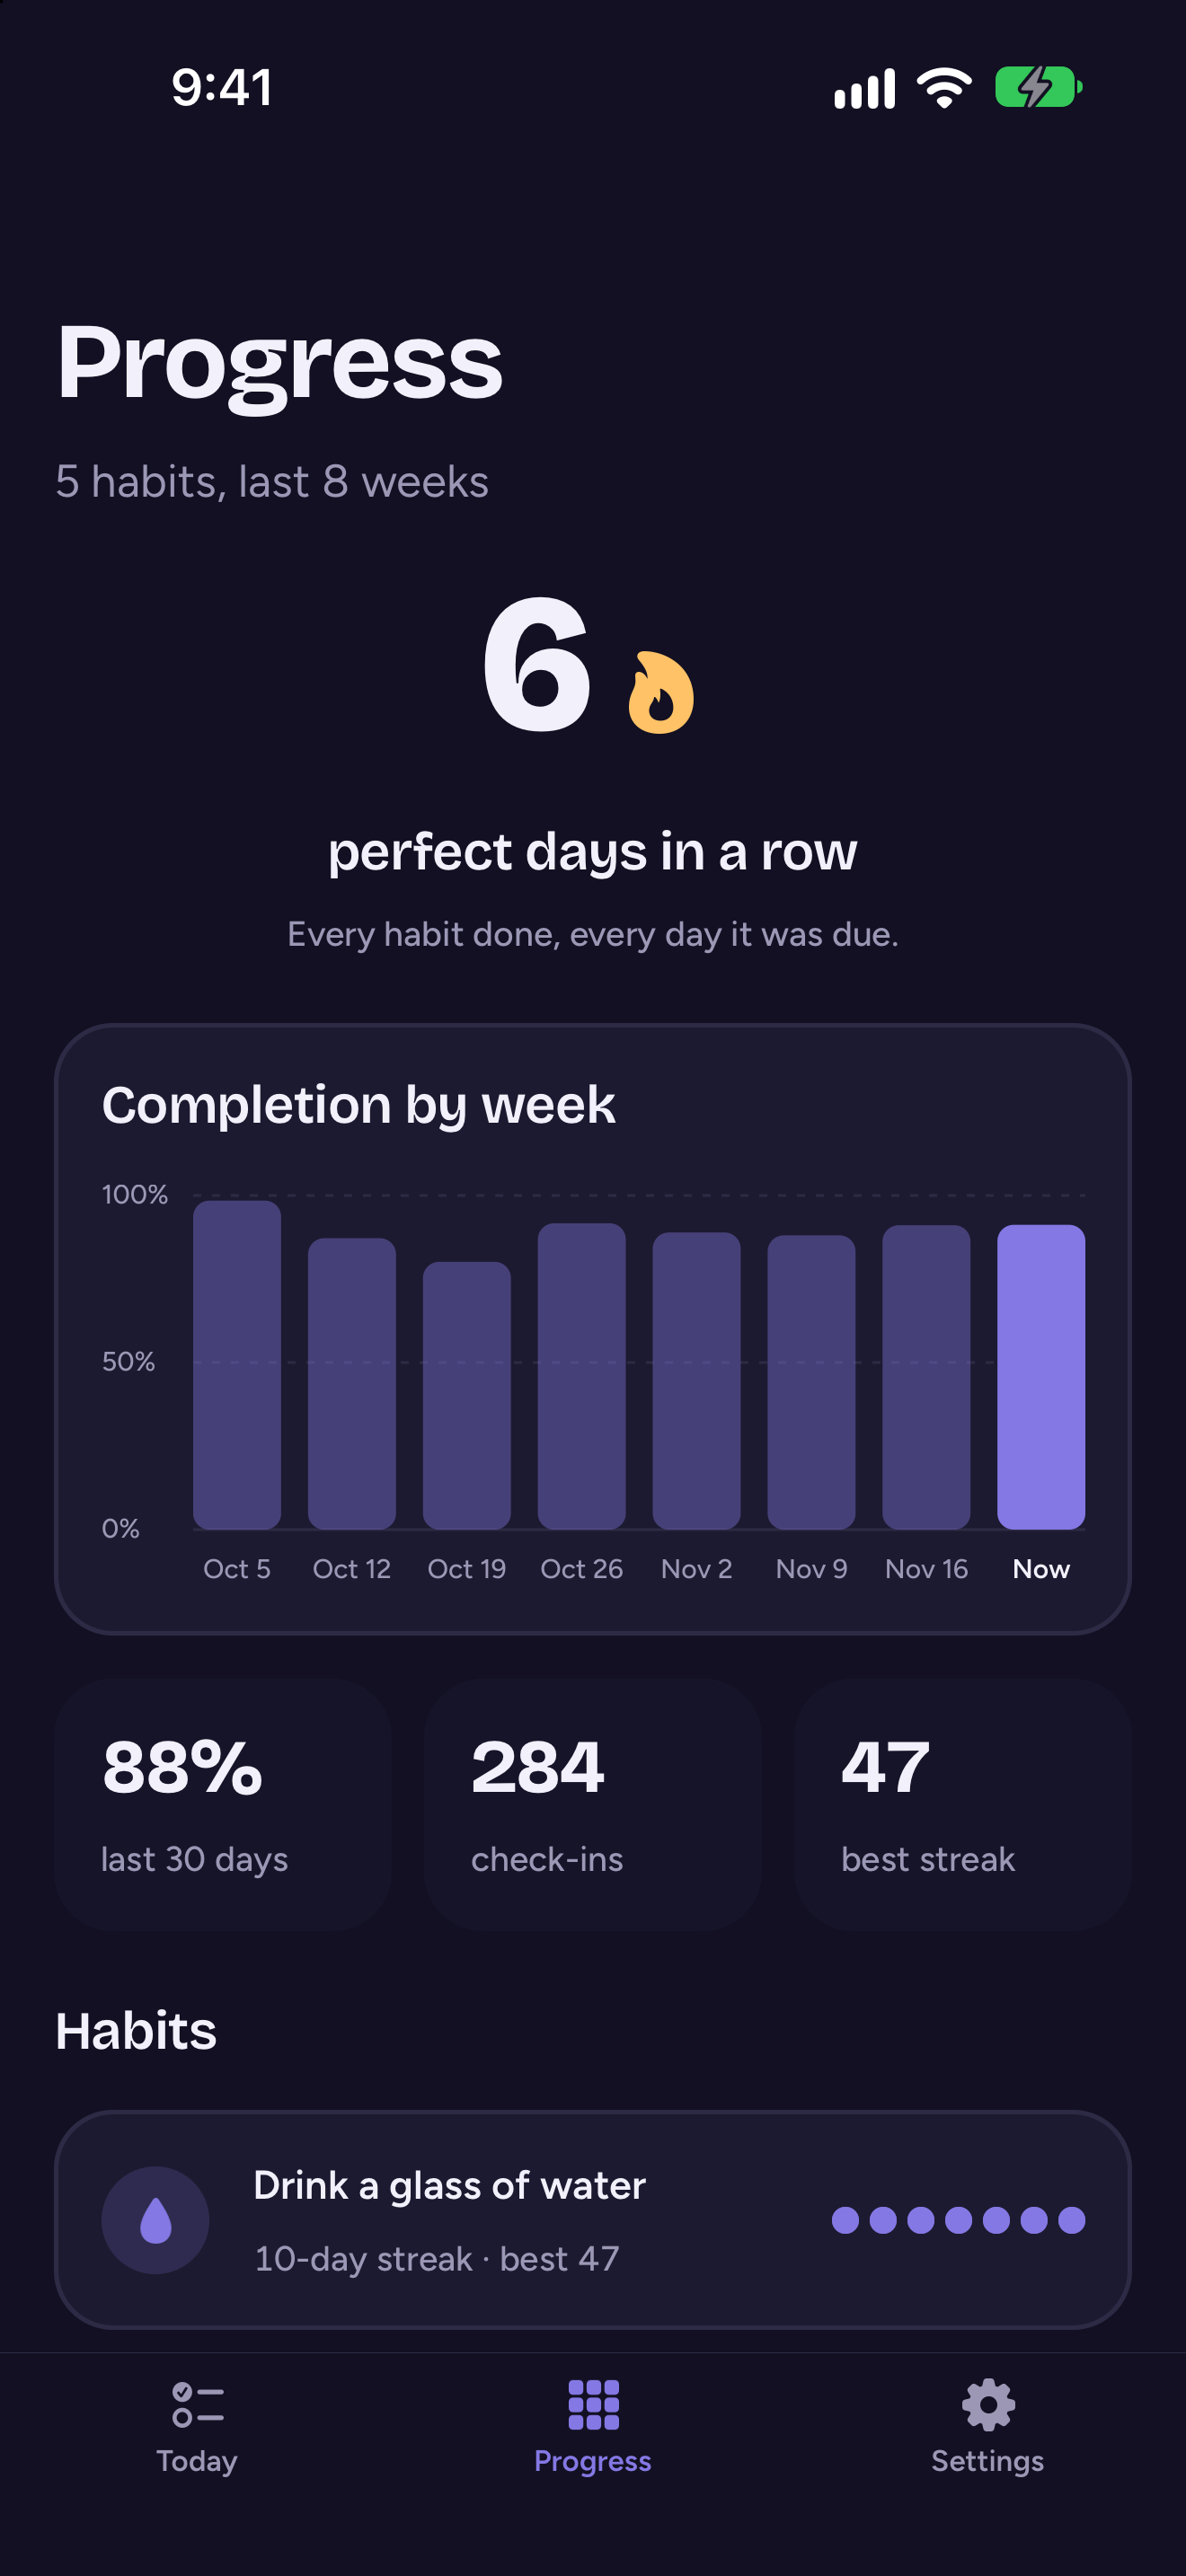 9:41
Progress
5 habits, last 8 weeks
6
perfect days in a row
Every habit done, every day it was due.
Completion by week
100%
50%
0%
Oct 5 Oct 12 Oct 19 Oct 26 Nov 2 Nov 9 Nov 16 Now
88% 284 47
last 30 days check-ins best streak
Habits
Drink a glass of water
10-day streak · best 47
Today Progress Settings